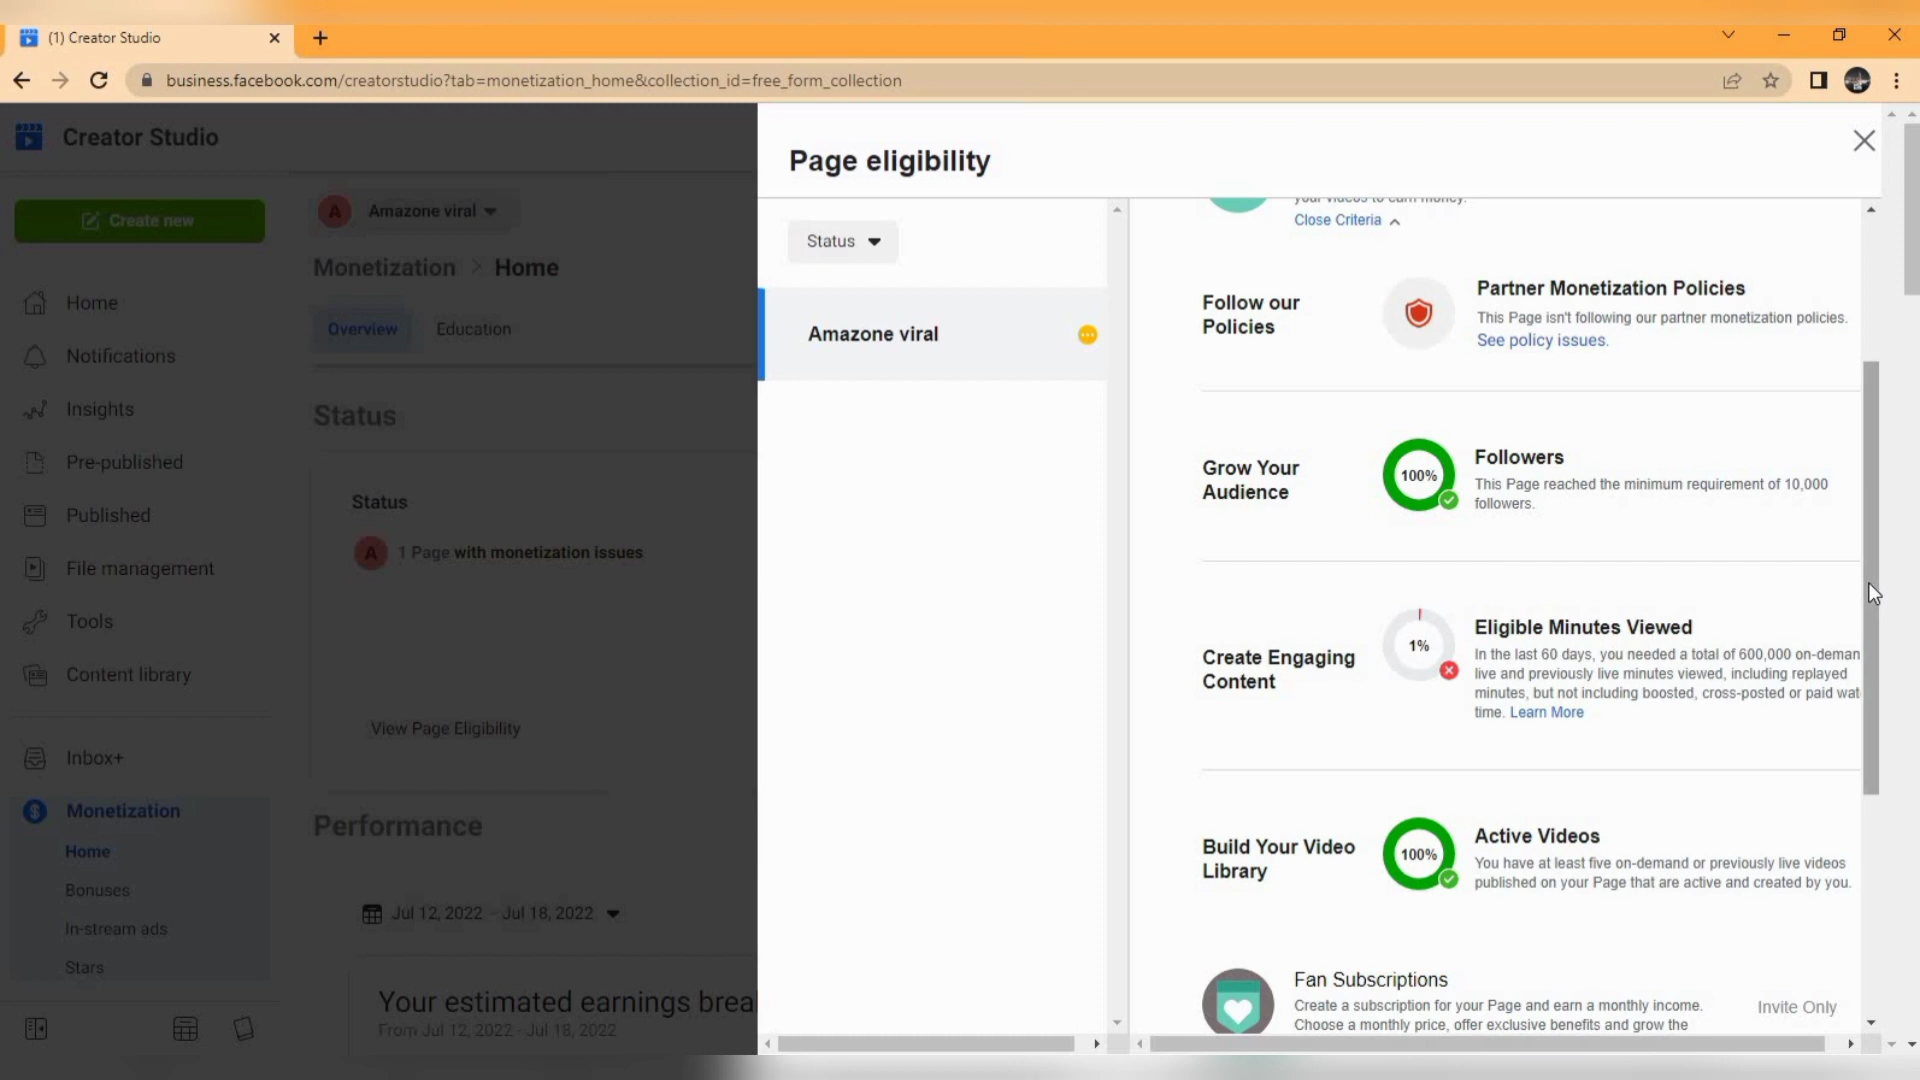 (1) Creator Studio
business.facebook.com/creatorstudio?tab=monetization_home&collection_id=free_form_collection
Creator Studio
Create new
Home
Notifications
Insights
Pre-published
Published
File management
Tools
Content library
Inbox+
Monetization
Home
Bonuses
In-stream ads
Stars
A
Amazone viral
Monetization > Home
Overview
Education
Status
Status
A
1 Page with monetization issues
View Page Eligibility
Performance
Jul 12, 2022 - Jul 18, 2022
Your estimated earnings brea
From Jul 12, 2022 - Jul 18, 2022
Page eligibility
Status
Amazone viral
your videos to earn money.
Close Criteria
Follow our
Policies
Partner Monetization Policies
This Page isn't following our partner monetization policies.
See policy issues.
Grow Your
Audience
100%
Followers
This Page reached the minimum requirement of 10,000
followers.
Create Engaging
Content
1%
Eligible Minutes Viewed
In the last 60 days, you needed a total of 600,000 on-deman
live and previously live minutes viewed, including replayed
minutes, but not including boosted, cross-posted or paid wat
time. Learn More
Build Your Video
Library
100%
Active Videos
You have at least five on-demand or previously live videos
published on your Page that are active and created by you.
Fan Subscriptions
Create a subscription for your Page and earn a monthly income.
Choose a monthly price, offer exclusive benefits and grow the
Invite Only